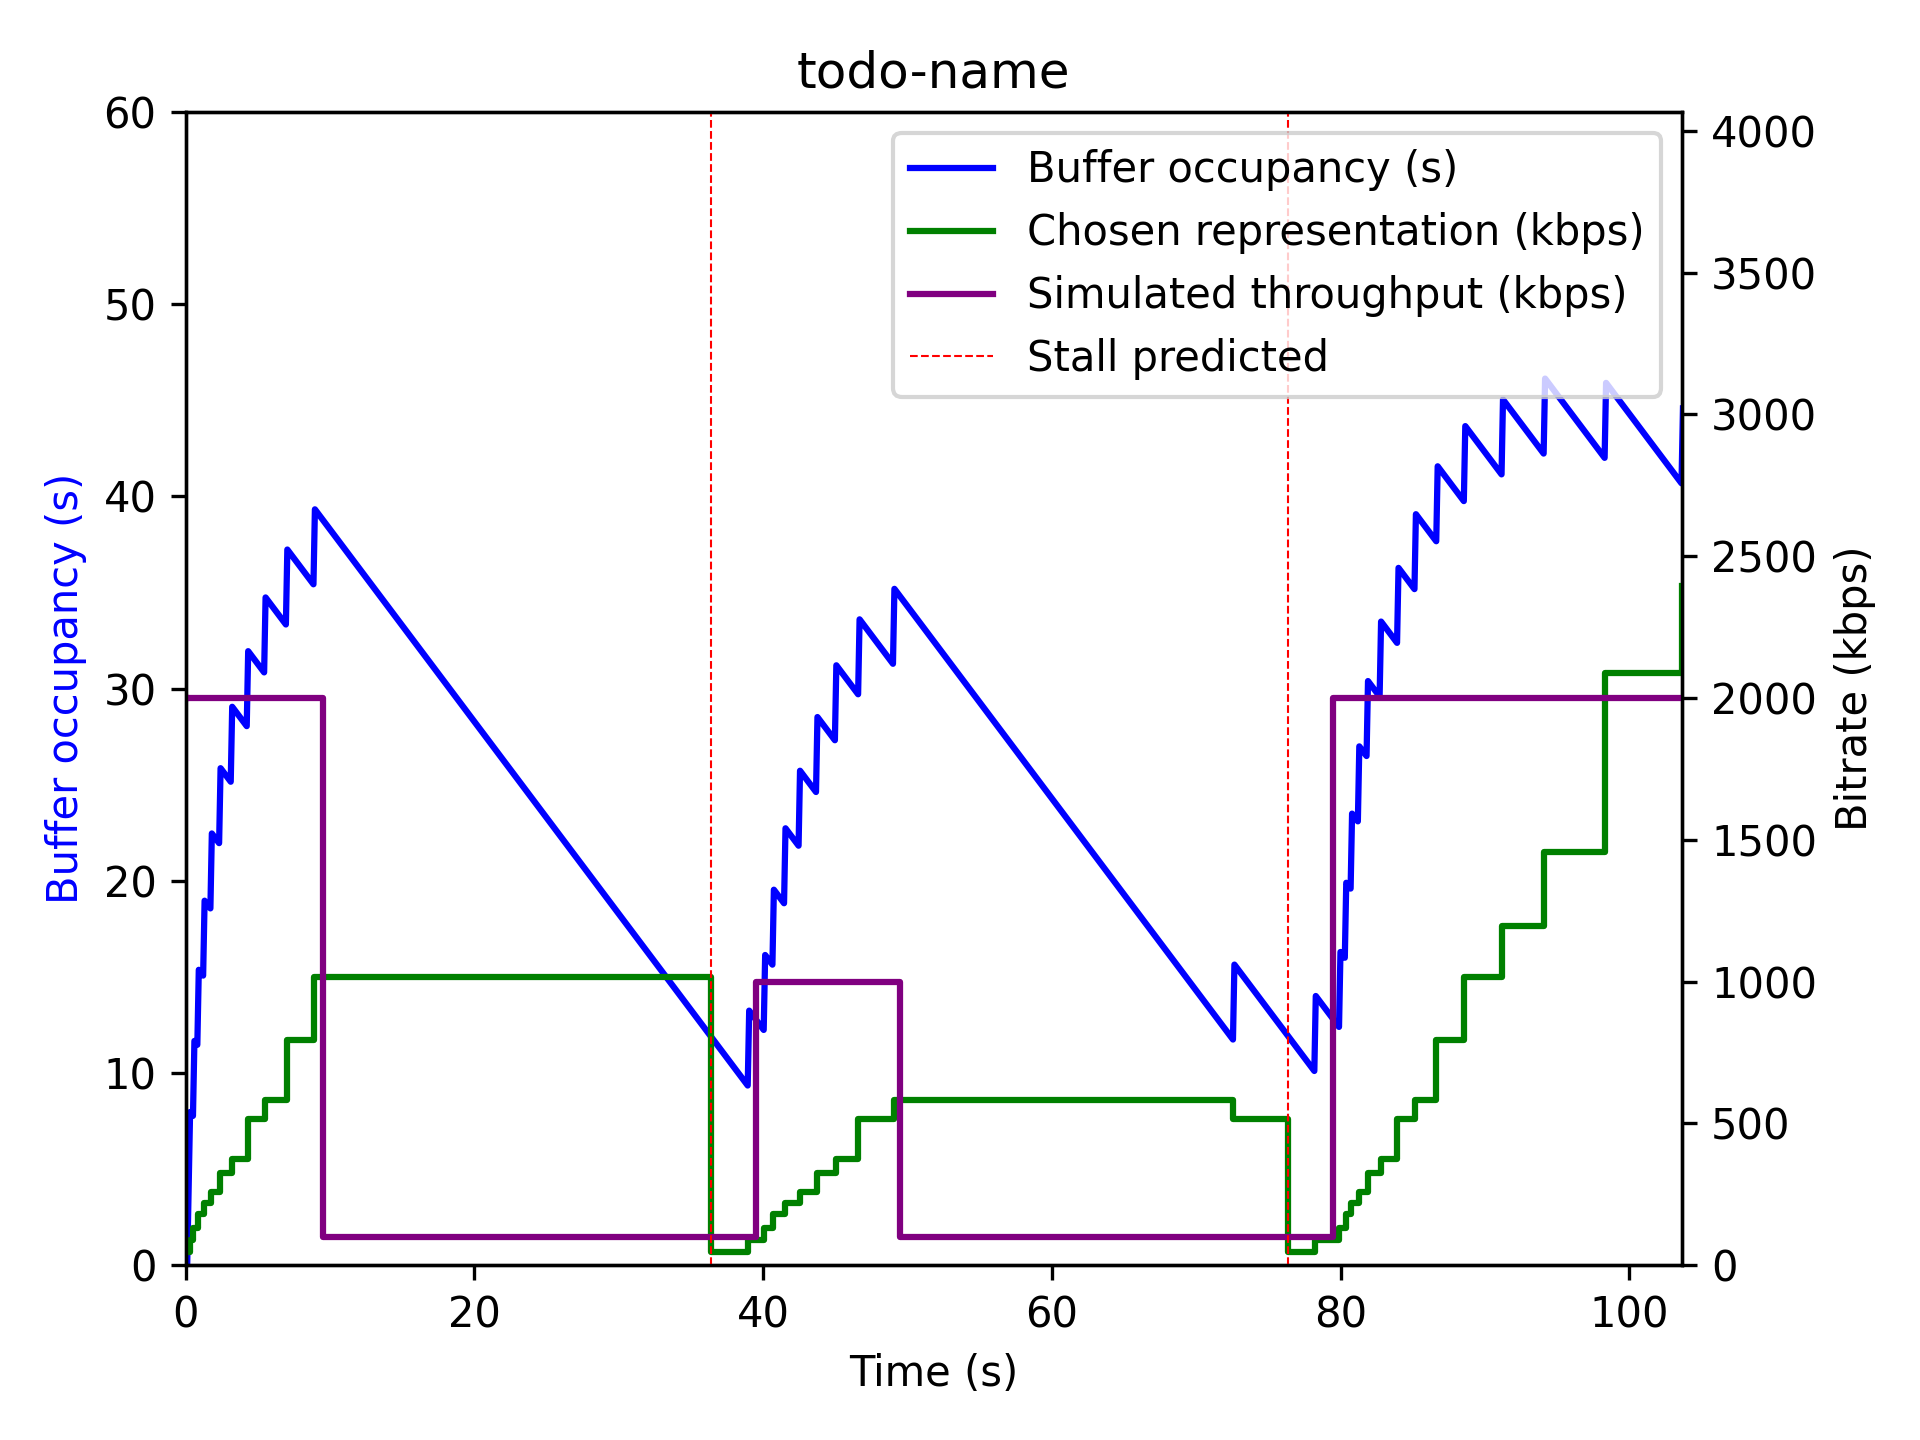 todo-name
Buffer occupancy (s)
60
50
40
30
20
10
0
Buffer occupancy (s)
Chosen representation (kbps)
Simulated throughput (kbps)
Stall predicted
4000
3500
3000
2500
2000
1500
1000
500
0
Bitrate (kbps)
0 20 40 60 80 100
Time (s)